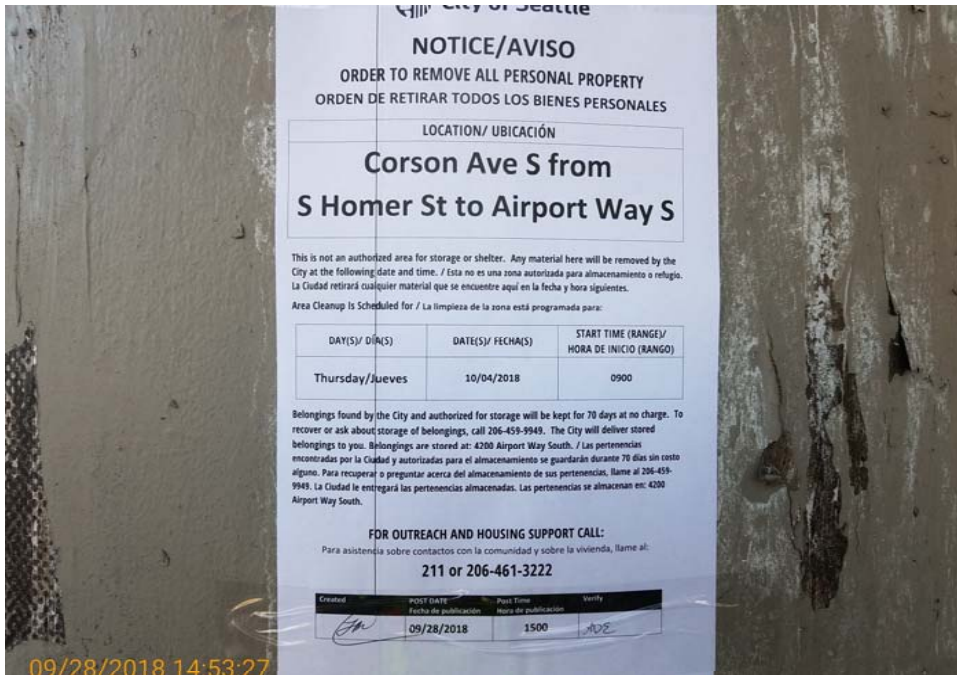 City of Seattle
NOTICE/AVISO
ORDER TO REMOVE ALL PERSONAL PROPERTY
ORDEN DE RETIRAR TODOS LOS BIENES PERSONALES
LOCATION/ UBICACIÓN
Corson Ave S from
S Homer St to Airport Way S
This is not an authorized area for storage or shelter. Any material here will be removed by the
City at the following date and time. / Esta no es una zona autorizada para almacenamiento o refugio.
La Ciudad retirará cualquier material que se encuentre aquí en la fecha y hora siguientes.
Area Cleanup Is Scheduled for / La limpieza de la zona está programada para:
DAY(S)/ DÍA(S) DATE(S)/ FECHA(S) START TIME (RANGE)/
HORA DE INICIO (RANGO)
Thursday/Jueves 10/04/2018 0900
Belongings found by the City and authorized for storage will be kept for 70 days at no charge. To
recover or ask about storage of belongings, call 206-459-9949. The City will deliver stored
belongings to you. Belongings are stored at: 4200 Airport Way South. / Las pertenencias
encontradas por la Ciudad y autorizadas para el almacenamiento se guardarán durante 70 días sin costo
alguno. Para recuperar o preguntar acerca del almacenamiento de sus pertenencias, llame al 206-459-
9949. La Ciudad le entregará las pertenencias almacenadas. Las pertenencias se almacenan en: 4200
Airport Way South.
FOR OUTREACH AND HOUSING SUPPORT CALL:
Para asistencia sobre contactos con la comunidad y sobre la vivienda, llame al:
211 or 206-461-3222
Created POST DATE Post Time Verify
Fecha de publicación Hora de publicación
09/28/2018 1500
09/28/2018 14:53:27